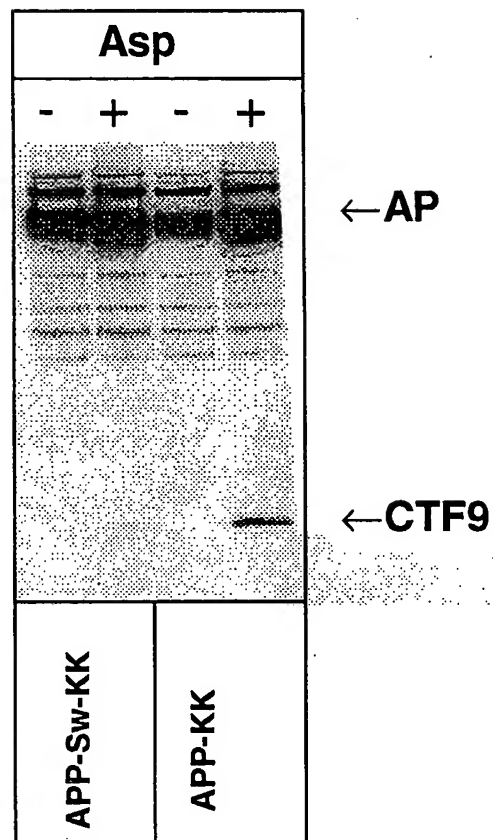 Asp
- + - +
←AP
←CTF9
APP-Sw-KK
APP-KK